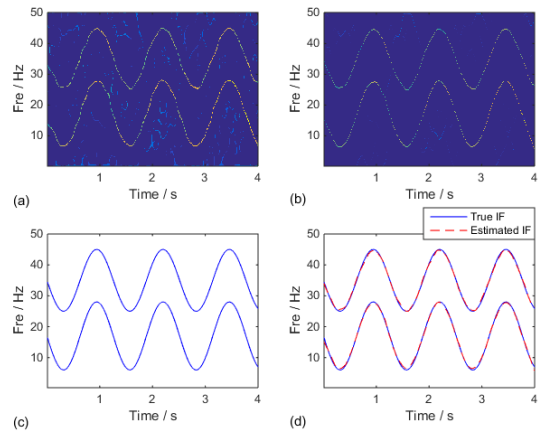 50
40
30
20
10
Fre / Hz
1
2
3
4
Time / s
(a)
50
40
30
20
10
Fre / Hz
1
2
3
4
Time / s
(b)
50
40
30
20
10
Fre / Hz
1
2
3
4
Time / s
(c)
True IF
Estimated IF
50
40
30
20
10
Fre / Hz
1
2
3
4
Time / s
(d)